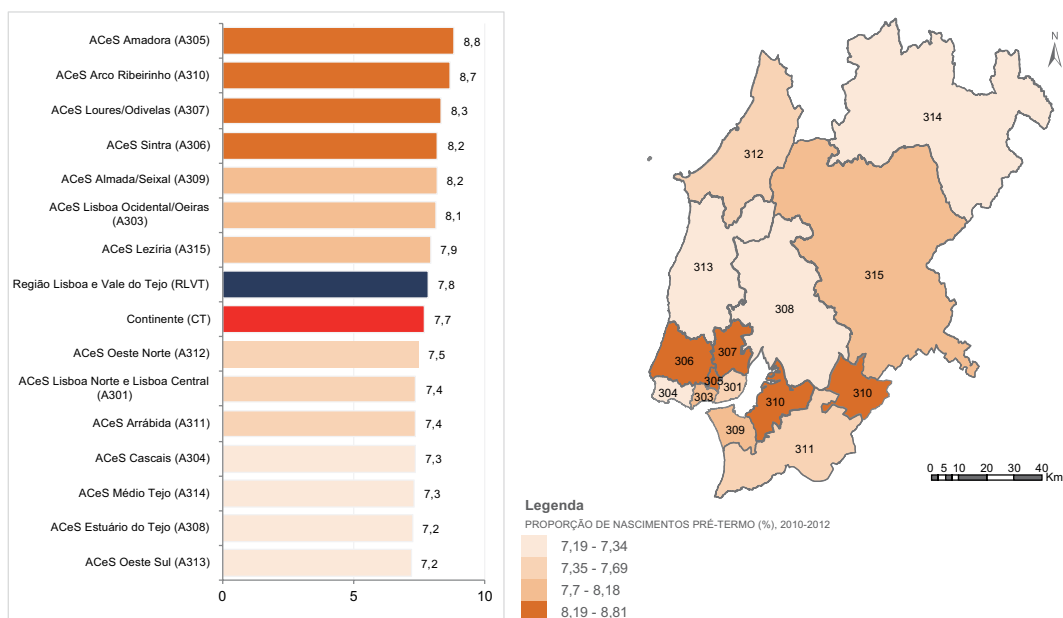 ACeS Amadora (A305)
8,8
ACeS Arco Ribeirinho (A310)
8,7
ACeS Loures/Odivelas (A307)
8,3
ACeS Sintra (A306)
8,2
ACeS Almada/Seixal (A309)
8,2
ACeS Lisboa Ocidental/Oeiras
(A303)
8,1
ACeS Lezíria (A315)
7,9
Região Lisboa e Vale do Tejo (RLVT)
7,8
Continente (CT)
7,7
ACeS Oeste Norte (A312)
7,5
ACeS Lisboa Norte e Lisboa Central
(A301)
7,4
ACeS Arrábida (A311)
7,4
ACeS Cascais (A304)
7,3
ACeS Médio Tejo (A314)
7,3
ACeS Estuário do Tejo (A308)
7,2
ACeS Oeste Sul (A313)
7,2
0 5 10
N
314
312
315
313
308
307
306
305
301
304
303
310
310
309
311
0 5 10 20 30 40
Km
Legenda
PROPORÇÃO DE NASCIMENTOS PRÉ-TERMO (%), 2010-2012
7,19 - 7,34
7,35 - 7,69
7,7 - 8,18
8,19 - 8,81